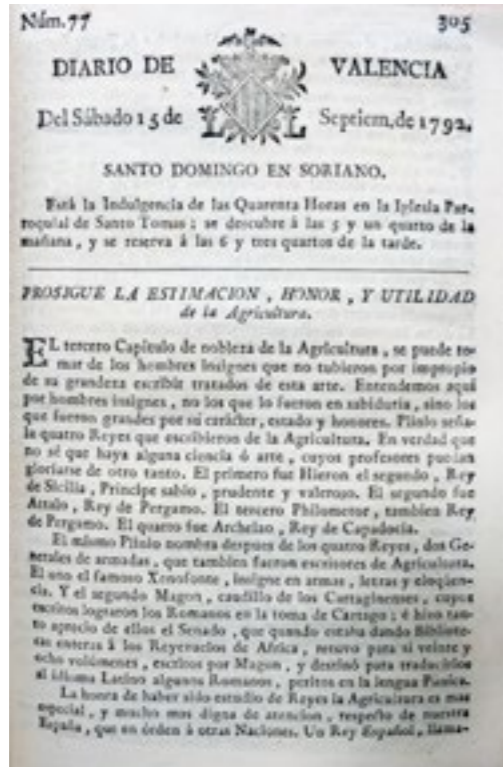 Núm. 77 305
DIARIO DE VALENCIA
Del Sábado 15 de L L Septiem. de 1792.
SANTO DOMINGO EN SORIANO.
Está la Indulgencia de las Quarenta Horas en la Iglesia Par-
roquial de Santo Tomas; se descubre á las 5 y un quarto de la
mañana, y se reserva á las 6 y tres quartos de la tarde.
PROSIGUE LA ESTIMACION, HONOR, Y UTILIDAD
de la Agricultura.
EL tercero Capítulo de nobleza de la Agricultura, se puede to-
mar de los hombres insignes que no tubieron por impropio
de su grandeza escribir tratados de esta arte. Entendemos aquí
por hombres insignes, no los que lo fueron en sabiduria, sino los
que fueron grandes por su carácter, estado y honores. Plinio seña-
la quatro Reyes que escribieron de la Agricultura. En verdad que
no sé que haya alguna ciencia ó arte, cuyos profesores puedan
gloriarse de otro tanto. El primero fue Hieron el segundo, Rey
de Sicilia, Principe sabio, prudente y valeroso. El segundo fue
Attalo, Rey de Pergamo. El tercero Philometor, tambien Rey
de Pergamo. El quarto fue Archelao, Rey de Capadocia.
El mismo Plinio nombra despues de los quatro Reyes, dos Ge-
nerales de armadas, que tambien fueron escritores de Agricultura.
El uno el famoso Xenofonte, insigne en armas, letras y eloqüen-
cia. Y el segundo Magon, caudillo de los Cartaginenses, cuyos
escritos lograron los Romanos en la toma de Cartago; é hizo tan-
to aprecio de ellos el Senado, que quando estaba dando Bibliote-
cas enteras á los Reyezuelos de Africa, retuvo para sí veinte y
ocho volúmenes, escritos por Magon, y destinó para traducirlos
al idioma Latino algunos Romanos, peritos en la lengua Punica.
La honra de haber sido estudio de Reyes la Agricultura es mas
especial, y mucho mas digna de atencion, respeto de nuestra
España, que en órden á otras Naciones. Un Rey Español, llama-